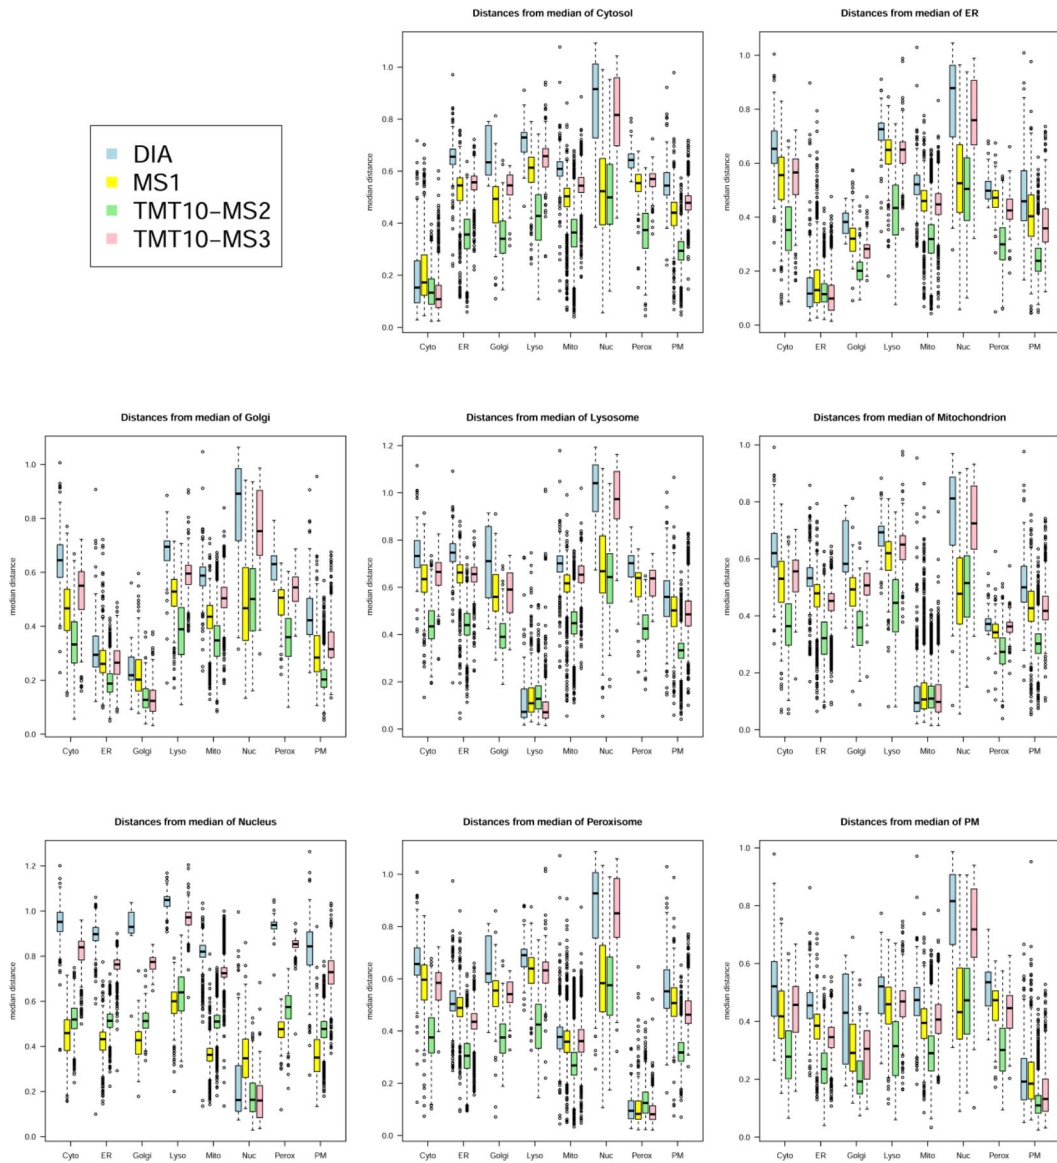 Distances from median of Cytosol
median distance
0.0 0.2 0.4 0.6 0.8 1.0
Cyto ER Golgi Lyso Mito Nuc Perox PM
Distances from median of ER
median distance
0.0 0.2 0.4 0.6 0.8 1.0
Cyto ER Golgi Lyso Mito Nuc Perox PM
DIA
MS1
TMT10-MS2
TMT10-MS3
Distances from median of Golgi
median distance
0.0 0.2 0.4 0.6 0.8 1.0
Cyto ER Golgi Lyso Mito Nuc Perox PM
Distances from median of Lysosome
median distance
0.0 0.2 0.4 0.6 0.8 1.0 1.2
Cyto ER Golgi Lyso Mito Nuc Perox PM
Distances from median of Mitochondrion
median distance
0.0 0.2 0.4 0.6 0.8 1.0
Cyto ER Golgi Lyso Mito Nuc Perox PM
Distances from median of Nucleus
median distance
0.0 0.2 0.4 0.6 0.8 1.0 1.2
Cyto ER Golgi Lyso Mito Nuc Perox PM
Distances from median of Peroxisome
median distance
0.0 0.2 0.4 0.6 0.8 1.0
Cyto ER Golgi Lyso Mito Nuc Perox PM
Distances from median of PM
median distance
0.0 0.2 0.4 0.6 0.8 1.0
Cyto ER Golgi Lyso Mito Nuc Perox PM